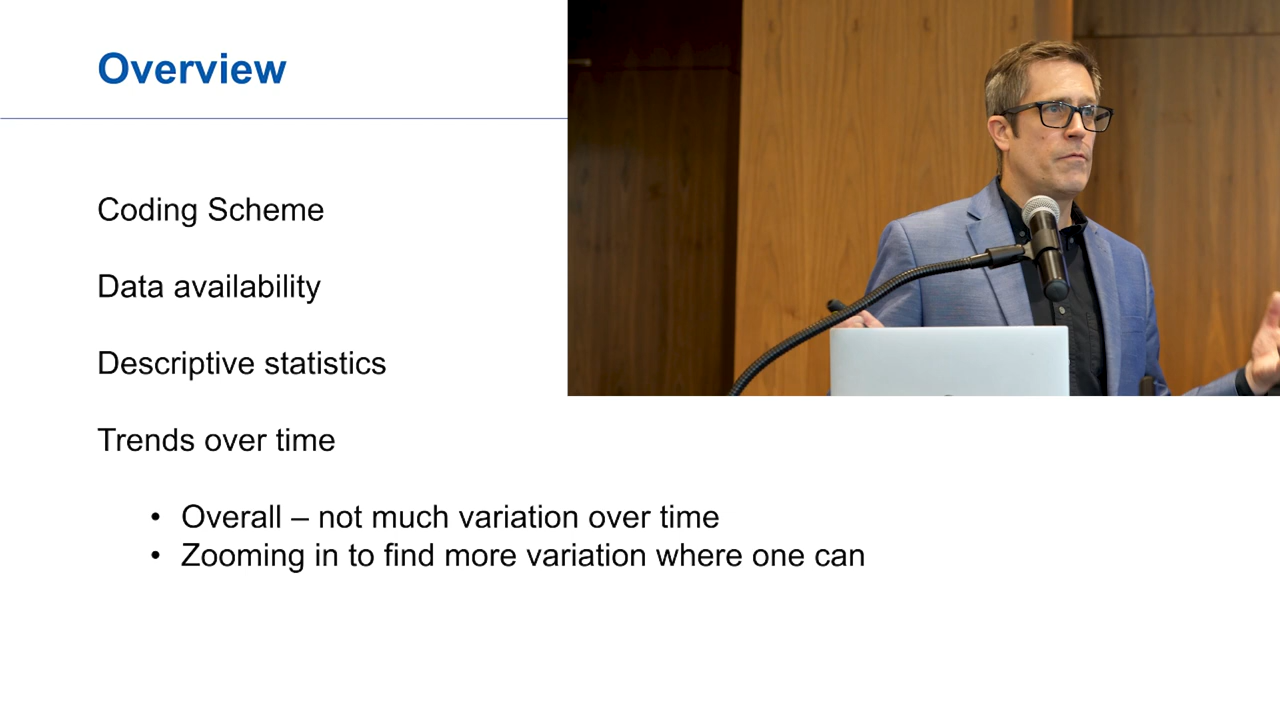 Overview
Coding Scheme
Data availability
Descriptive statistics
Trends over time
• Overall – not much variation over time
• Zooming in to find more variation where one can